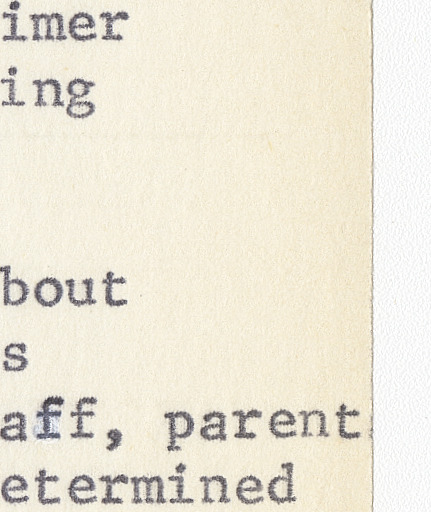 imer
ing
bout
s
aff, parent
etermined